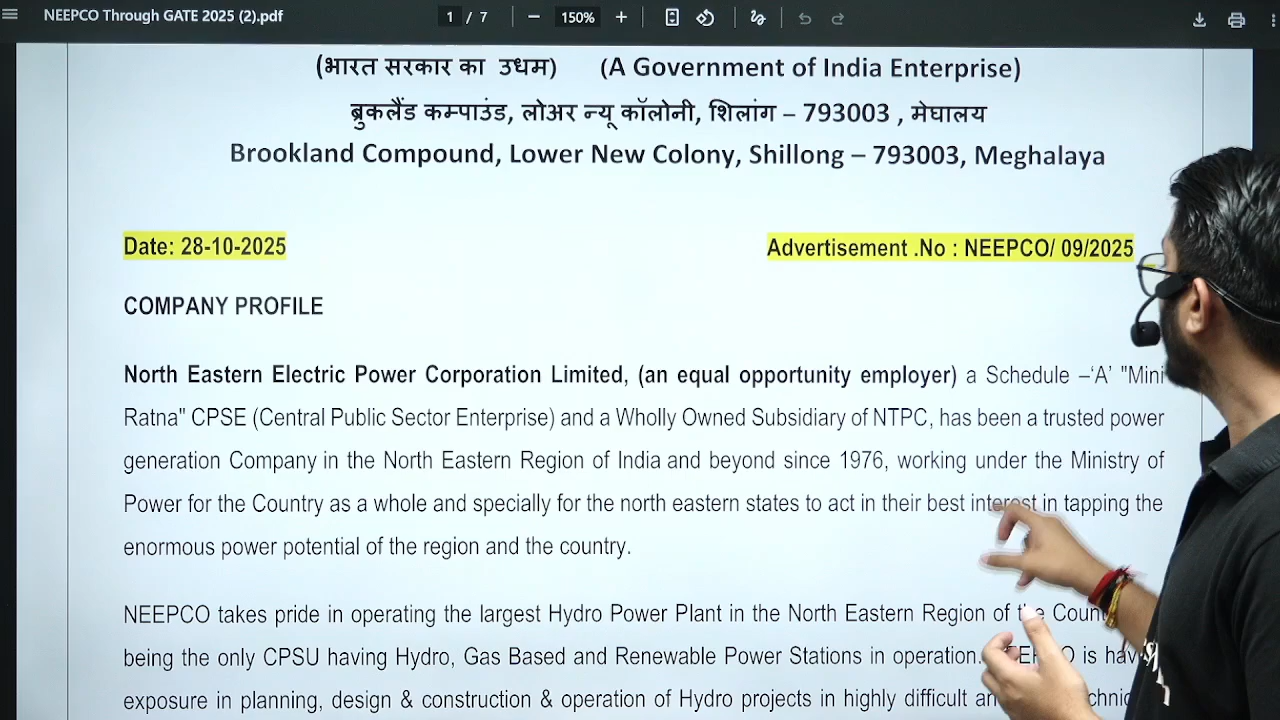 NEEPCO Through GATE 2025 (2).pdf
1 / 7
150%
(भारत सरकार का उधम) (A Government of India Enterprise)
ब्रुकलैंड कम्पाउंड, लोअर न्यू कॉलोनी, शिलांग – 793003 , मेघालय
Brookland Compound, Lower New Colony, Shillong – 793003, Meghalaya
Date: 28-10-2025 Advertisement .No : NEEPCO/ 09/2025
COMPANY PROFILE
North Eastern Electric Power Corporation Limited, (an equal opportunity employer) a Schedule –‘A’ "Mini
Ratna" CPSE (Central Public Sector Enterprise) and a Wholly Owned Subsidiary of NTPC, has been a trusted power
generation Company in the North Eastern Region of India and beyond since 1976, working under the Ministry of
Power for the Country as a whole and specially for the north eastern states to act in their best interest in tapping the
enormous power potential of the region and the country.
NEEPCO takes pride in operating the largest Hydro Power Plant in the North Eastern Region of the
being the only CPSU having Hydro, Gas Based and Renewable Power Stations in operation. is
exposure in planning, design & construction & operation of Hydro projects in highly difficult